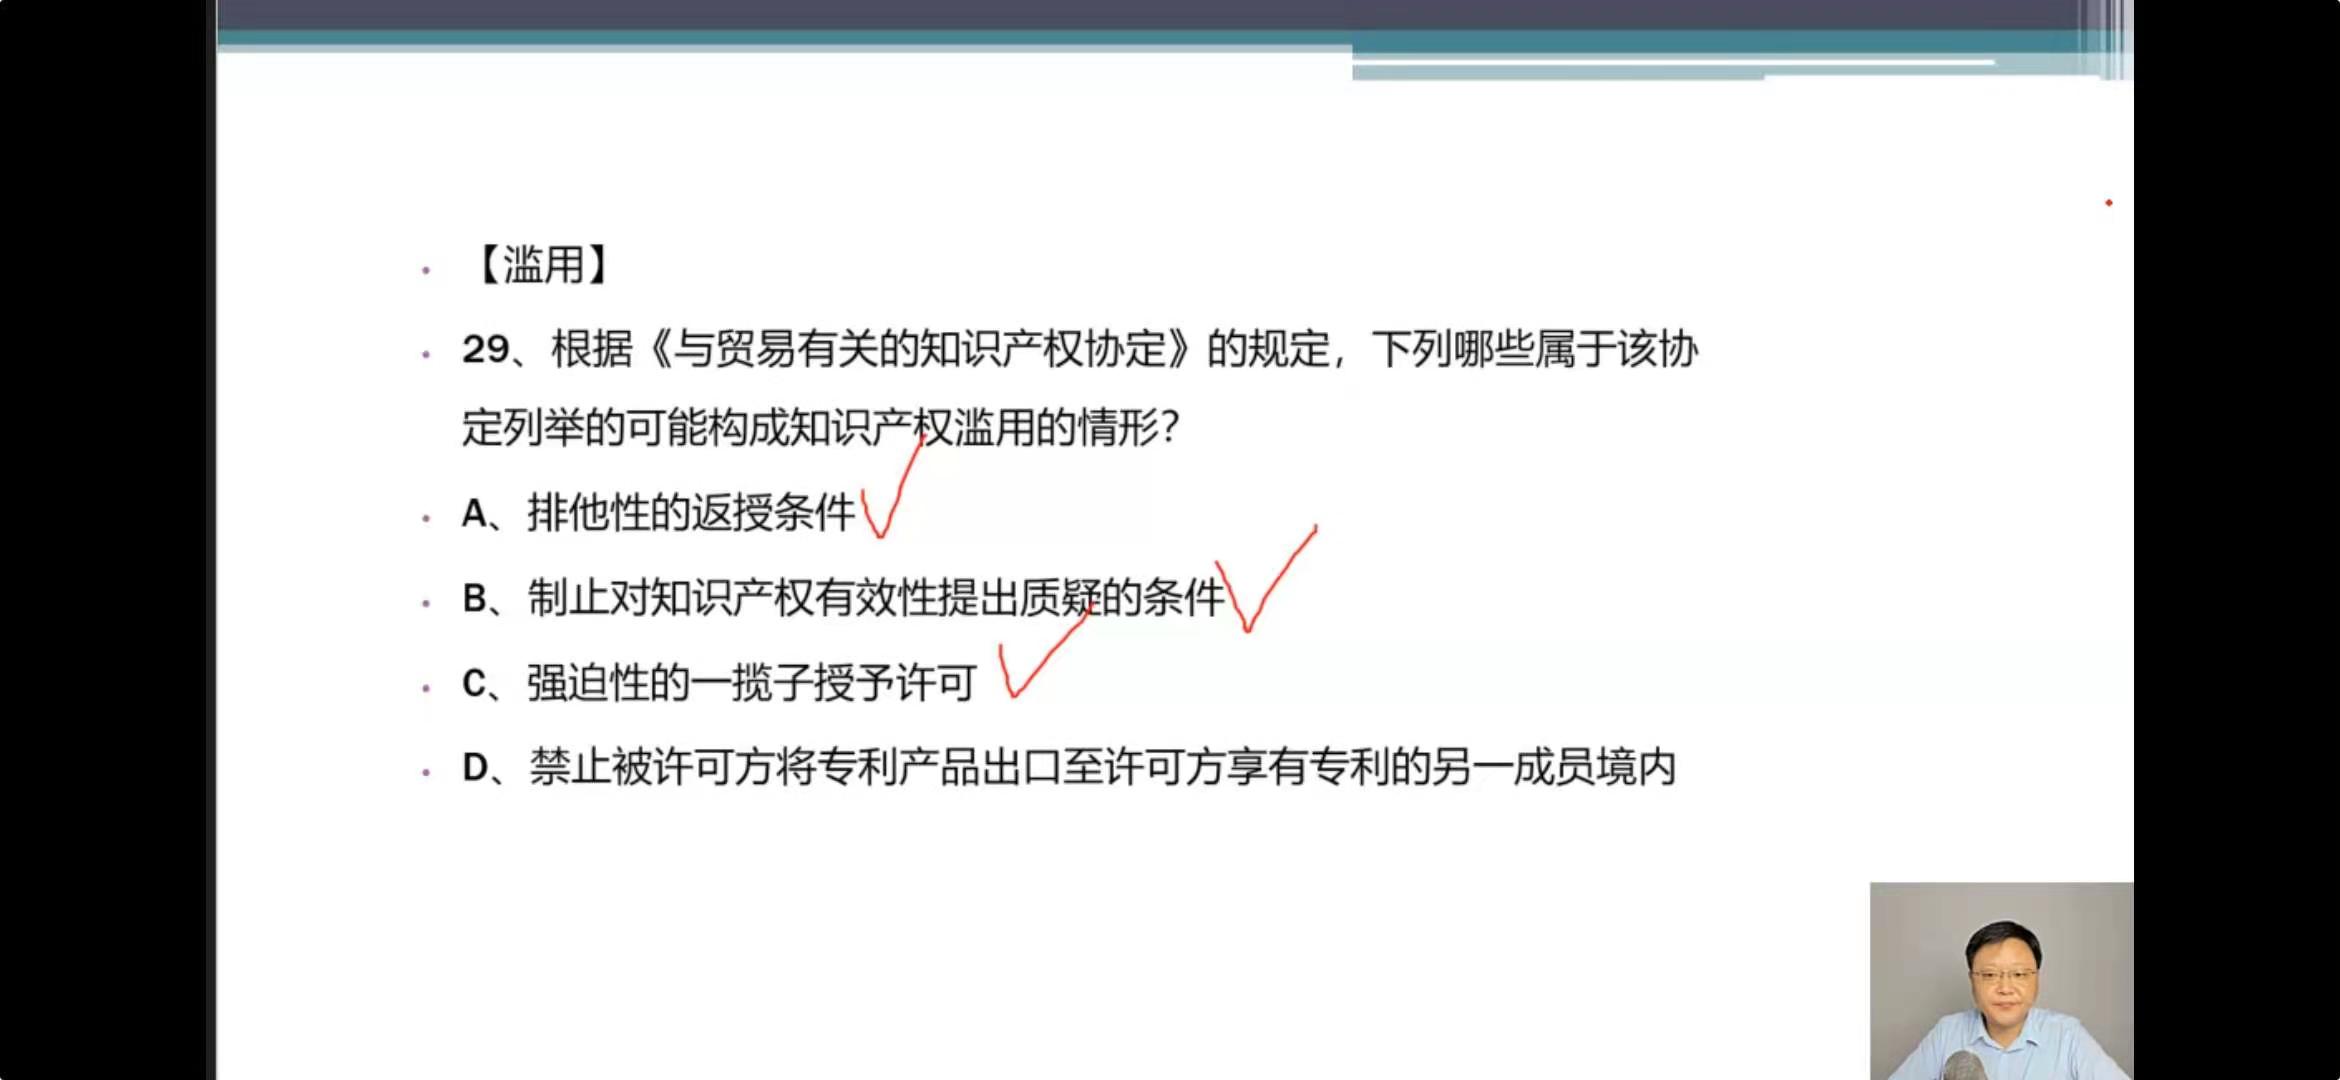 【滥用】
29、根据《与贸易有关的知识产权协定》的规定，下列哪些属于该协
定列举的可能构成知识产权滥用的情形？
A、排他性的返授条件
B、制止对知识产权有效性提出质疑的条件
C、强迫性的一揽子授予许可
D、禁止被许可方将专利产品出口至许可方享有专利的另一成员境内